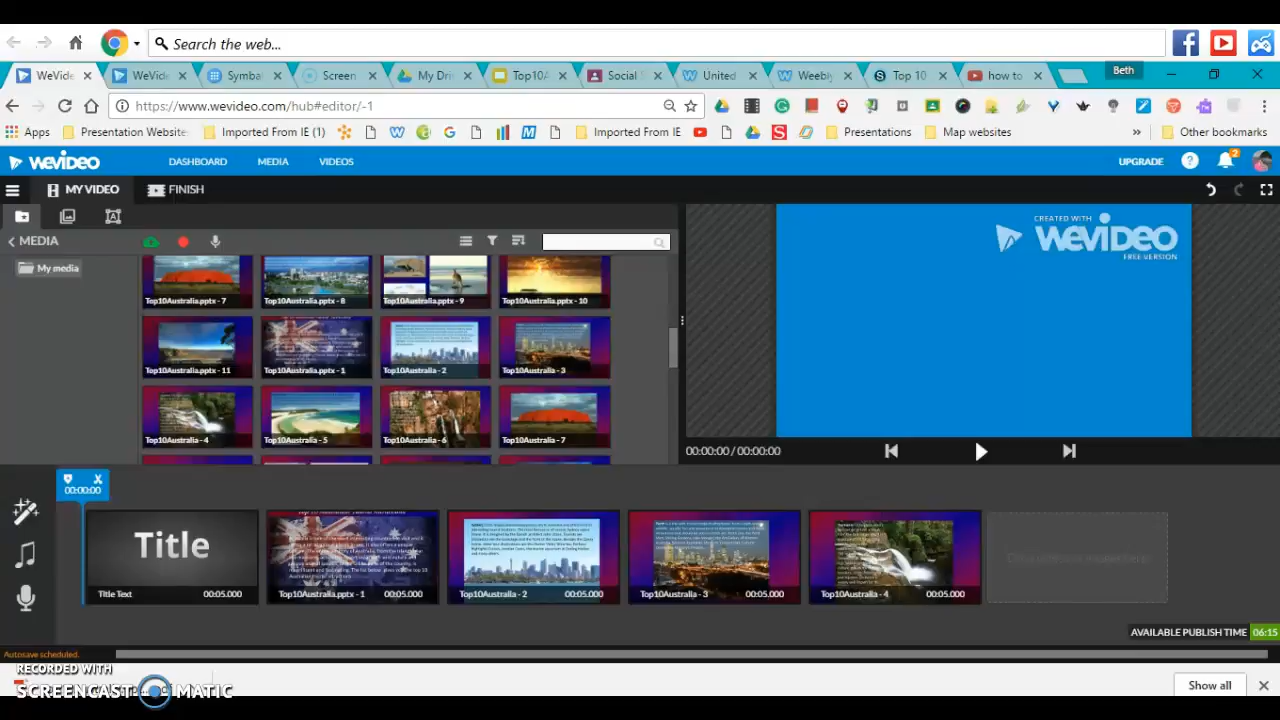 Search the web...
WeVide
WeVide
Symba
Screen
My Dri
Top10A
Social
United
Weebly
Top 10
how to
Beth
https://www.wevideo.com/hub#editor/-1
Apps
Presentation Website
Imported From IE (1)
Imported From IE
Presentations
Map websites
»
Other bookmarks
WEVIDEO
DASHBOARD
MEDIA
VIDEOS
UPGRADE
?
2
MY VIDEO
FINISH
MEDIA
My media
Top10Australia.pptx - 7
Top10Australia.pptx - 8
Top10Australia.pptx - 9
Top10Australia.pptx - 10
Top10Australia.pptx - 11
Top10Australia.pptx - 1
Top10Australia - 2
Top10Australia - 3
Top10Australia - 4
Top10Australia - 5
Top10Australia - 6
Top10Australia - 7
CREATED WITH
WEVIDEO
FREE VERSION
00:00:00 / 00:00:00
00:00:00
Title
Title Text 00:05.000
Top10Australia.pptx - 1 00:05.000
Top10Australia - 2 00:05.000
Top10Australia - 3 00:05.000
Top10Australia - 4 00:05.000
AVAILABLE PUBLISH TIME 06:15
Autosave scheduled.
RECORDED WITH
SCREENCAST MATIC
Show all